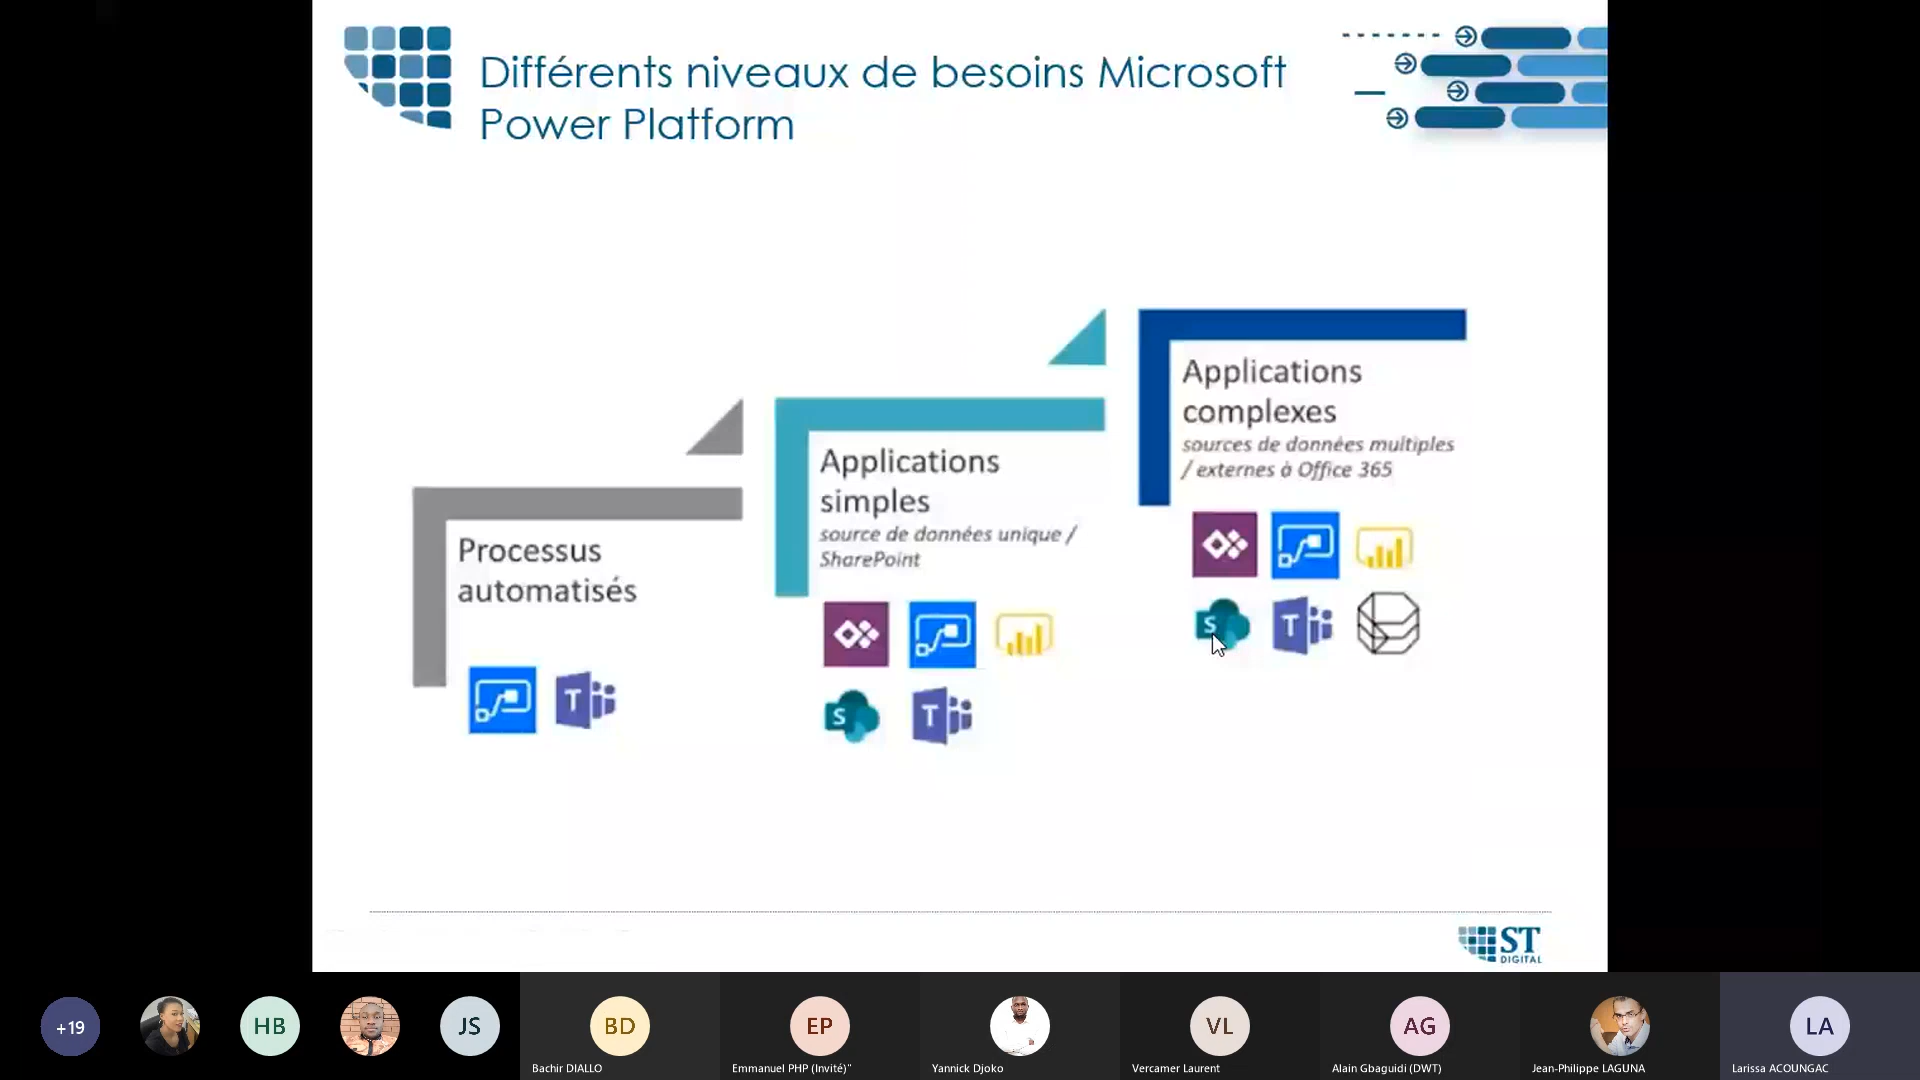 Différents niveaux de besoins Microsoft
Power Platform
Processus
automatisés
Applications
simples
source de données unique /
SharePoint
Applications
complexes
sources de données multiples
/ externes à Office 365
T
S
T
S
T
ST
DIGITAL
+19
HB
JS
BD
Bachir DIALLO
EP
Emmanuel PHP (Invité)"
Yannick Djoko
VL
Vercamer Laurent
AG
Alain Gbaguidi (DWT)
Jean-Philippe LAGUNA
LA
Larissa ACOUNGAC